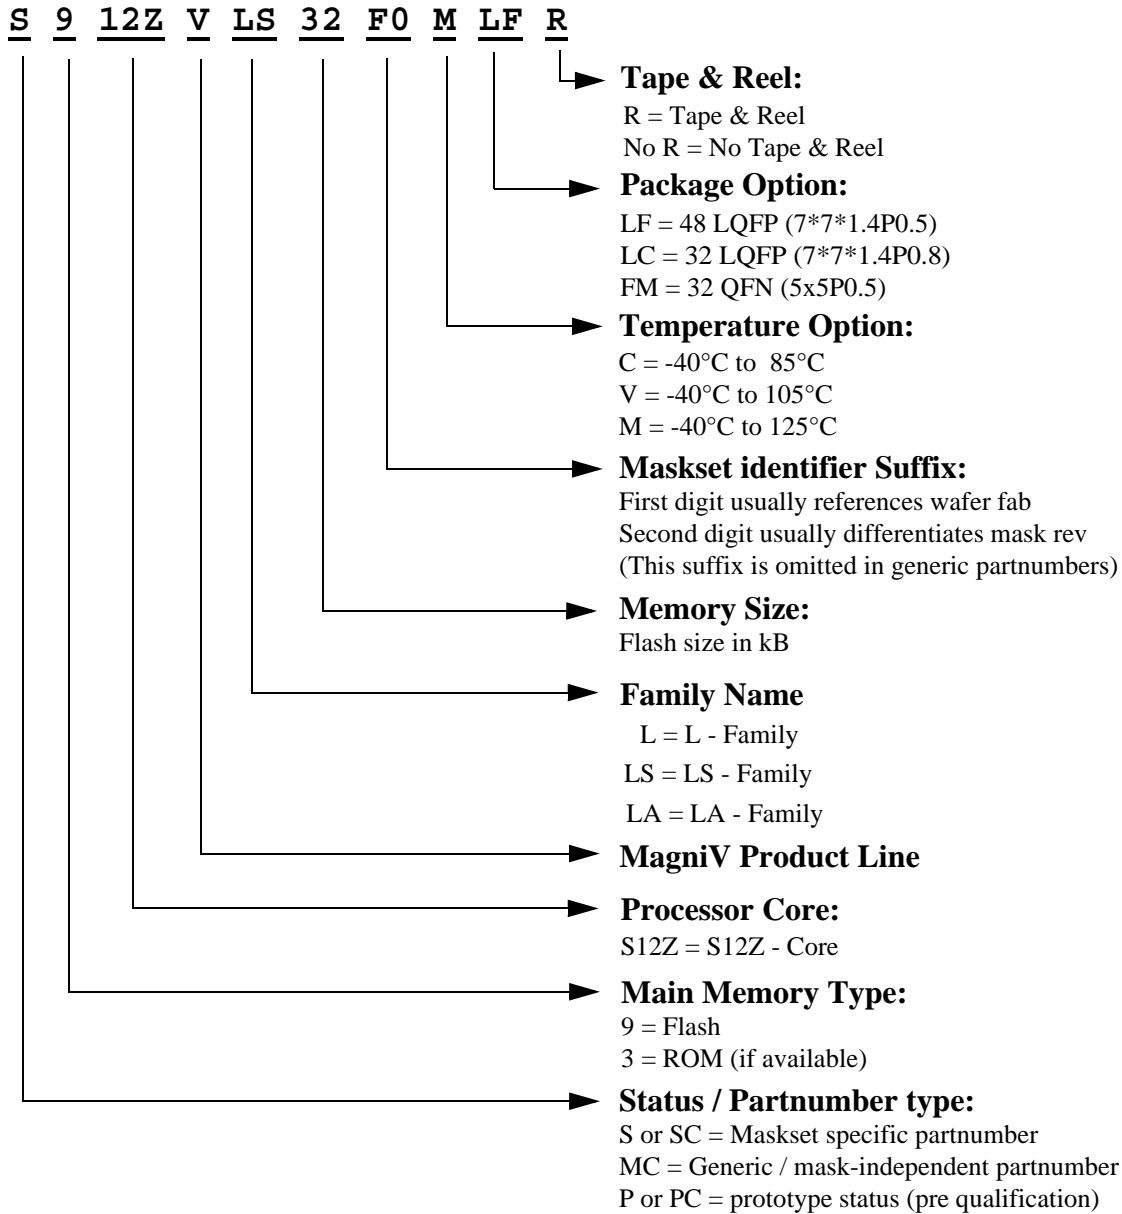 S 9 12Z V LS 32 F0 M LF R
Tape & Reel:
R = Tape & Reel
No R = No Tape & Reel
Package Option:
LF = 48 LQFP (7*7*1.4P0.5)
LC = 32 LQFP (7*7*1.4P0.8)
FM = 32 QFN (5x5P0.5)
Temperature Option:
C = -40°C to 85°C
V = -40°C to 105°C
M = -40°C to 125°C
Maskset identifier Suffix:
First digit usually references wafer fab
Second digit usually differentiates mask rev
(This suffix is omitted in generic partnumbers)
Memory Size:
Flash size in kB
Family Name
L = L - Family
LS = LS - Family
LA = LA - Family
MagniV Product Line
Processor Core:
S12Z = S12Z - Core
Main Memory Type:
9 = Flash
3 = ROM (if available)
Status / Partnumber type:
S or SC = Maskset specific partnumber
MC = Generic / mask-independent partnumber
P or PC = prototype status (pre qualification)